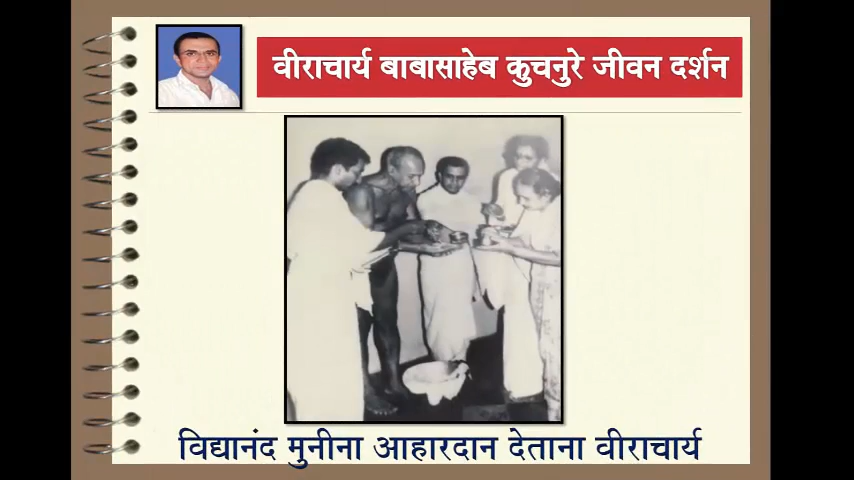 वीराचार्य बाबासाहेब कुचनुरे जीवन दर्शन
विद्यानंद मुनीना आहारदान देताना वीराचार्य